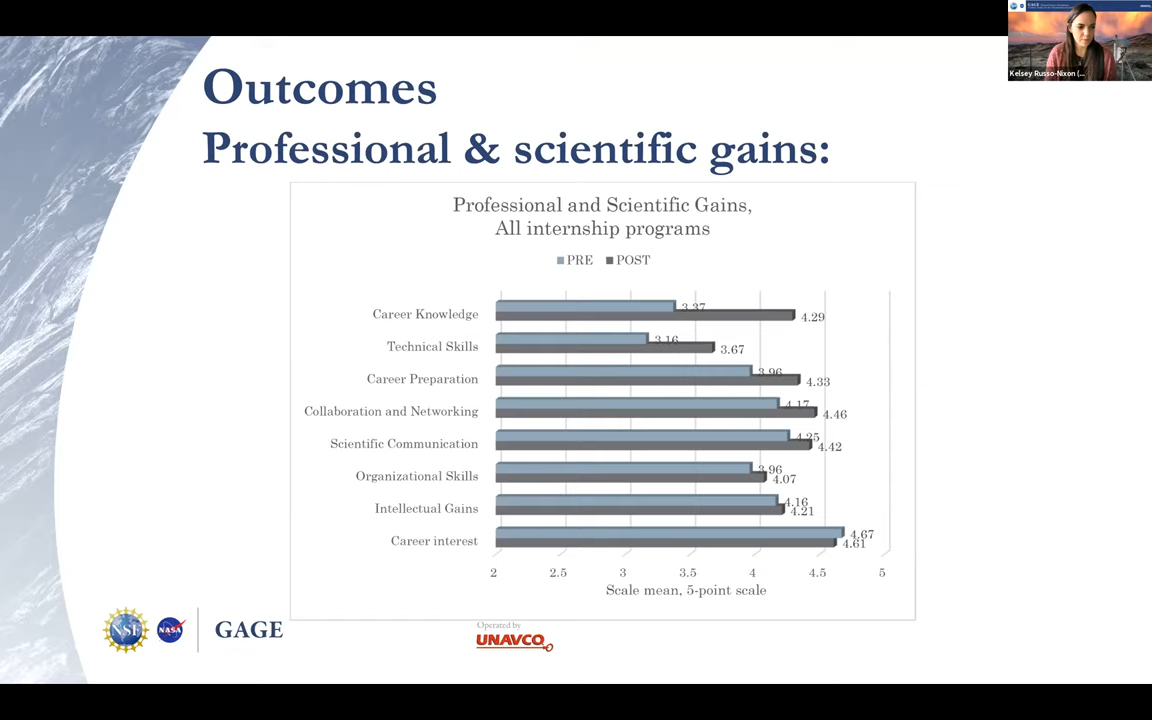 GAGE
Kelsey Russo-Nixon (...
Outcomes
Professional & scientific gains:
Professional and Scientific Gains,
All internship programs
PRE POST
Career Knowledge 3.37 4.29
Technical Skills 3.16 3.67
Career Preparation 3.96 4.33
Collaboration and Networking 4.17 4.46
Scientific Communication 4.25 4.42
Organizational Skills 3.96 4.07
Intellectual Gains 4.16 4.21
Career interest 4.67 4.61
2 2.5 3 3.5 4 4.5 5
Scale mean, 5-point scale
NSF NASA GAGE
Operated by
UNAVCO